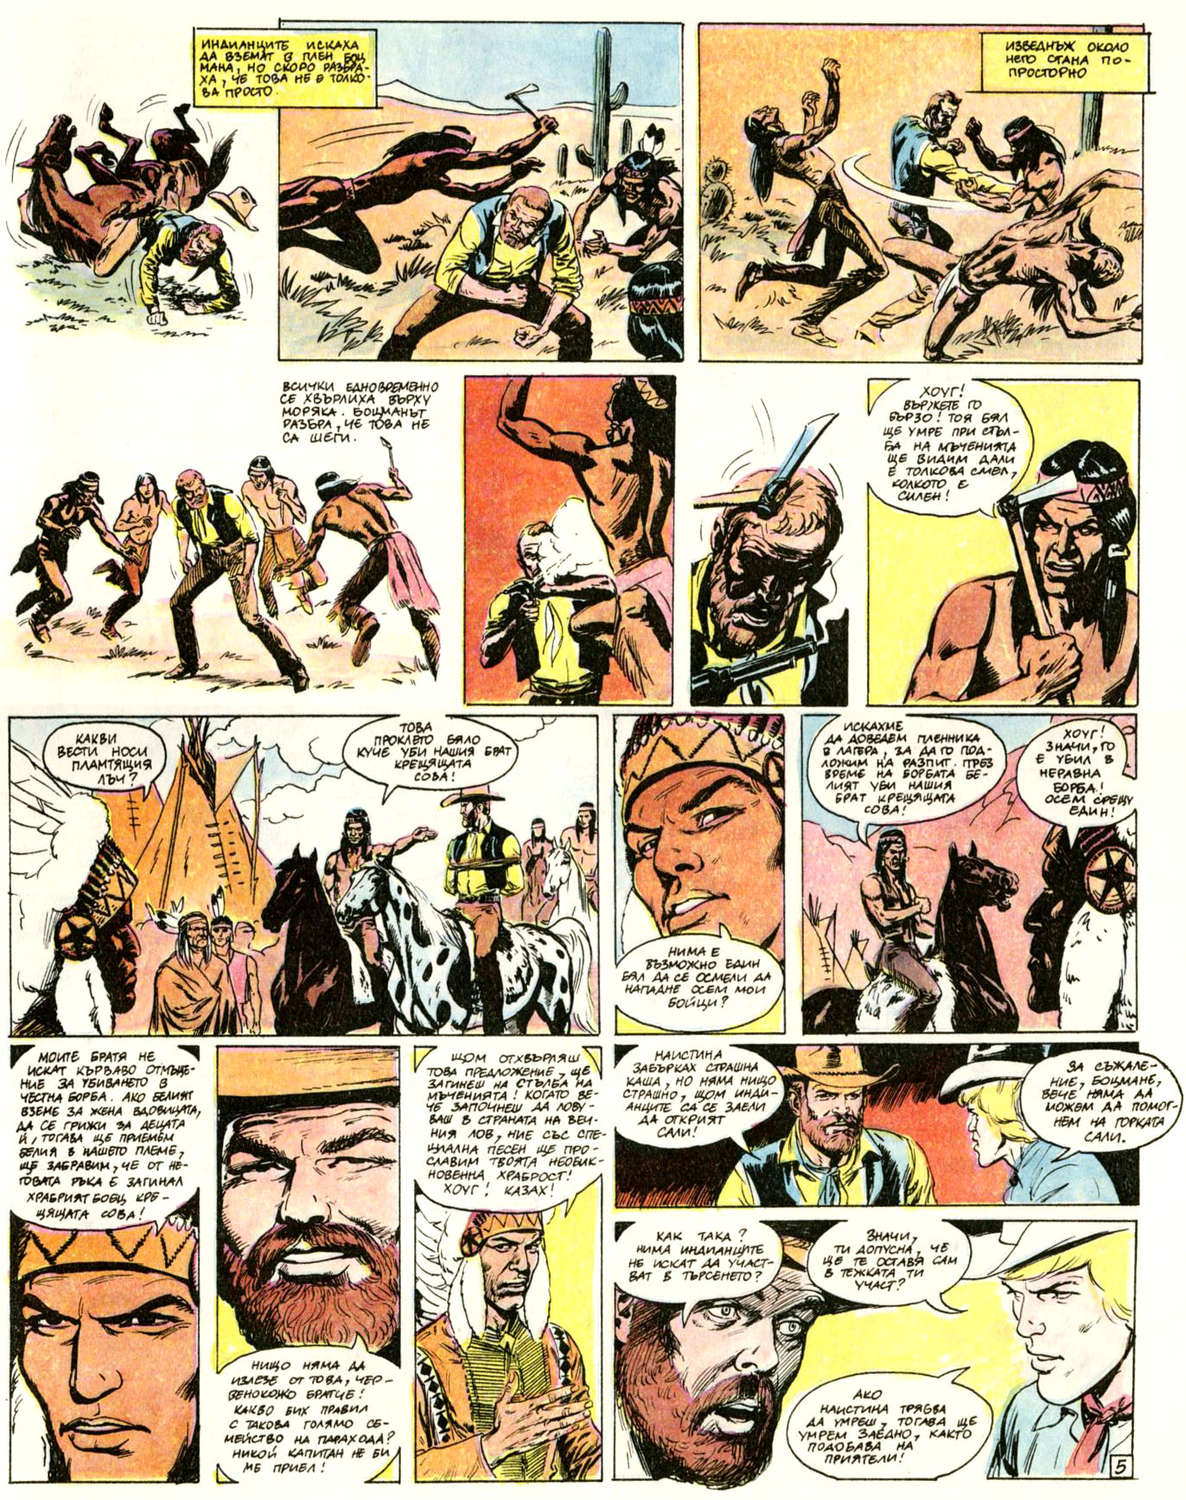 ИНДИАНЦИТЕ ИСКАХА
ДА ВЗЕМАТ В ПЛЕН БОЦ
МАНА, НО СКОРО РАЗБРА-
ХА, ЧЕ ТОВА НЕ Е ТОЛКО-
ВА ПРОСТО.
ИЗВЕДНЪЖ ОКОЛО
НЕГО СТАНА ПО-
ПРОСТОРНО
ВСИЧКИ ЕДНОВРЕМЕННО
СЕ ХВЪРЛИХА ВЪРХУ
МОРЯКА. БОЦМАНЪТ
РАЗБРА, ЧЕ ТОВА НЕ
СА ШЕГИ.
ХОУГ!
ВЪРЖЕТЕ ГО
БЪРЗО! ТОЯ БЯЛ
ЩЕ УМРЕ ПРИ СТЪЛ-
БА НА МЪЧЕНИЯТА
ЩЕ ВИДИМ ДАЛИ
Е ТОЛКОВА СМЕЛ,
КОЛКОТО Е
СИЛЕН!
КАКВИ
ВЕСТИ НОСИ
ПЛАМТЯЩИЯ
ЛЪЧ?
ТОВА
ПРОКЛЕТО БЯЛО
КУЧЕ УБИ НАШИЯ БРАТ
КРЕЩЯЩАТА
СОВА!
НИМА Е
ВЪЗМОЖНО ЕДИН
БЯЛ ДА СЕ ОСМЕЛИ ДА
НАПАДНЕ ОСЕМ МОИ
БОЙЦИ?
ИСКАХМЕ
ДА ДОВЕДЕМ ПЛЕННИКА
В ЛАГЕРА, ЗА ДА ГО ПОД-
ЛОЖИМ НА РАЗПИТ. ПРЕЗ
ВРЕМЕ НА БОРБАТА БЕ-
ЛИЯТ УБИ НАШИЯ
БРАТ КРЕЩЯЩАТА
СОВА!
ХОУГ!
ЗНАЧИ, ГО
Е УБИЛ В
НЕРАВНА
БОРБА!
ОСЕМ СРЕЩУ
ЕДИН!
МОИТЕ БРАТЯ НЕ
ИСКАТ КЪРВАВО ОТМЪЩЕ-
НИЕ ЗА УБИВАНЕТО В
ЧЕСТНА БОРБА. АКО БЕЛИЯТ
ВЗЕМЕ ЗА ЖЕНА ВДОВИЦАТА,
ДА СЕ ГРИЖИ ЗА ДЕЦАТА
Й, ТОГАВА ЩЕ ПРИЕМЕМ
БЕЛИЯ В НАШЕТО ПЛЕМЕ,
ЩЕ ЗАБРАВИМ, ЧЕ ОТ НЕ-
ГОВАТА РЪКА Е ЗАГИНАЛ
ХРАБРИЯТ БОЕЦ КРЕ-
ЩЯЩАТА СОВА!
НИЩО НЯМА ДА
ИЗЛЕЗЕ ОТ ТОВА, ЧЕР-
ВЕНОКОЖО БРАТЧЕ!
КАКВО БИХ ПРАВИЛ
С ТАКОВА ГОЛЯМО СЕ-
МЕЙСТВО НА ПАРАХОДА?
НИКОЙ КАПИТАН НЕ БИ
МЕ ПРИЕЛ!
ЩОМ ОТХВЪРЛЯШ
ТОВА ПРЕДЛОЖЕНИЕ, ЩЕ
ЗАГИНЕШ НА СТЪЛБА НА
МЪЧЕНИЯТА! КОГАТО ВЕ-
ЧЕ ЗАПОЧНЕШ ДА ЛОВУ-
ВАШ В СТРАНАТА НА ВЕЧ-
НИЯ ЛОВ, НИЕ СЪС СПЕ-
ЦИАЛНА ПЕСЕН ЩЕ ПРО-
СЛАВИМ ТВОЯТА НЕОБИК-
НОВЕННА ХРАБРОСТ!
ХОУГ! КАЗАХ!
НАИСТИНА
ЗАБЪРКАХ СТРАШНА
КАША, НО НЯМА НИЩО
СТРАШНО, ЩОМ ИНДИ-
АНЦИТЕ СА СЕ ЗАЕЛИ
ДА ОТКРИЯТ
САЛИ!
ЗА СЪЖАЛЕ-
НИЕ, БОЦМАНЕ,
ВЕЧЕ НЯМА ДА
МОЖЕМ ДА ПОМОГ-
НЕМ НА ГОРКАТА
САЛИ.
КАК ТАКА?
НИМА ИНДИАНЦИТЕ
НЕ ИСКАТ ДА УЧАСТ-
ВАТ В ТЪРСЕНЕТО?
ЗНАЧИ,
ТИ ДОПУСНА, ЧЕ
ЩЕ ТЕ ОСТАВЯ САМ
В ТЕЖКАТА ТИ
УЧАСТ?
АКО
НАИСТИНА ТРЯБВА
ДА УМРЕШ, ТОГАВА ЩЕ
УМРЕМ ЗАЕДНО, КАКТО
ПОДОБАВА НА
ПРИЯТЕЛИ!
5